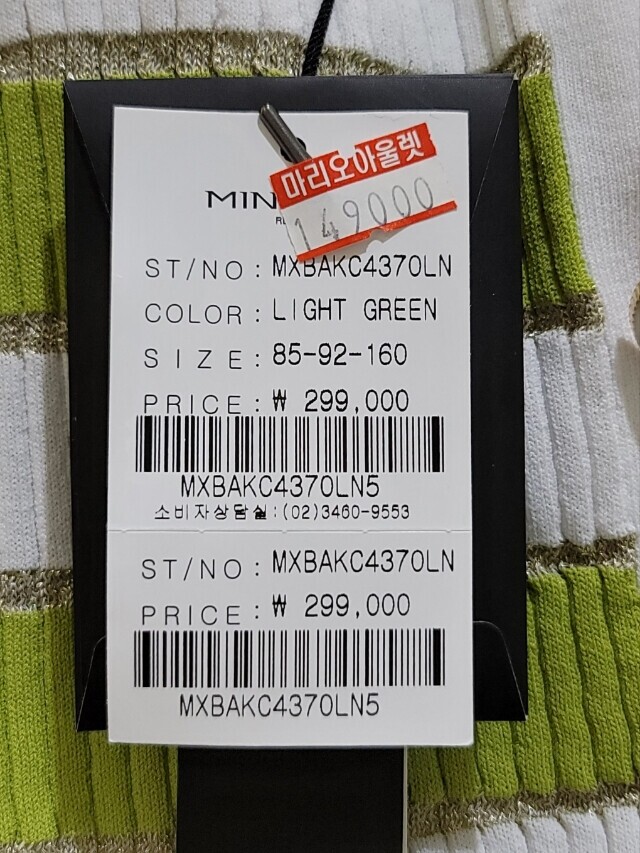 마리오아울렛
149000
MIN
ST/NO : MXBAKC4370LN
COLOR : LIGHT GREEN
SIZE : 85-92-160
PRICE : ₩ 299,000
MXBAKC4370LN5
소비자상담실:(02)3460-9553
ST/NO : MXBAKC4370LN
PRICE : ₩ 299,000
MXBAKC4370LN5